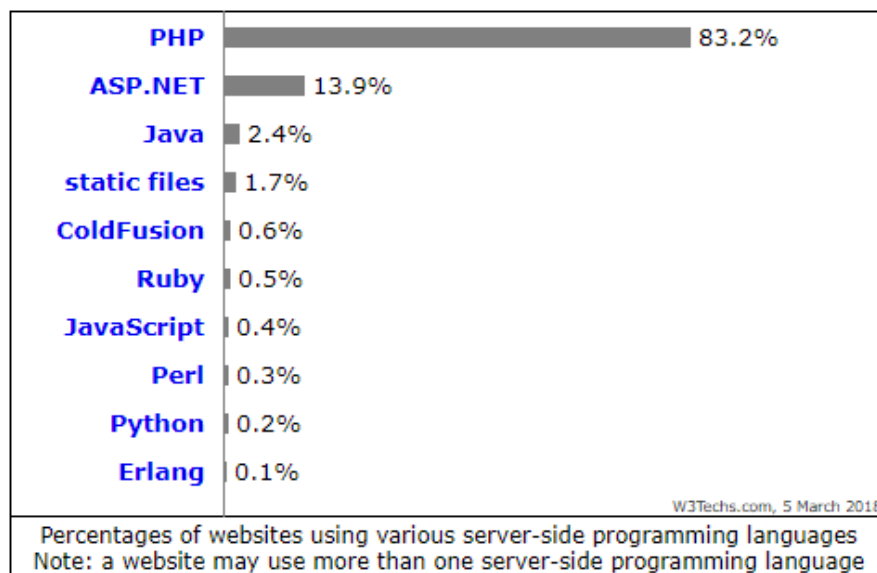 PHP 83.2%
ASP.NET 13.9%
Java 2.4%
static files 1.7%
ColdFusion 0.6%
Ruby 0.5%
JavaScript 0.4%
Perl 0.3%
Python 0.2%
Erlang 0.1%
W3Techs.com, 5 March 2018
Percentages of websites using various server-side programming languages
Note: a website may use more than one server-side programming language